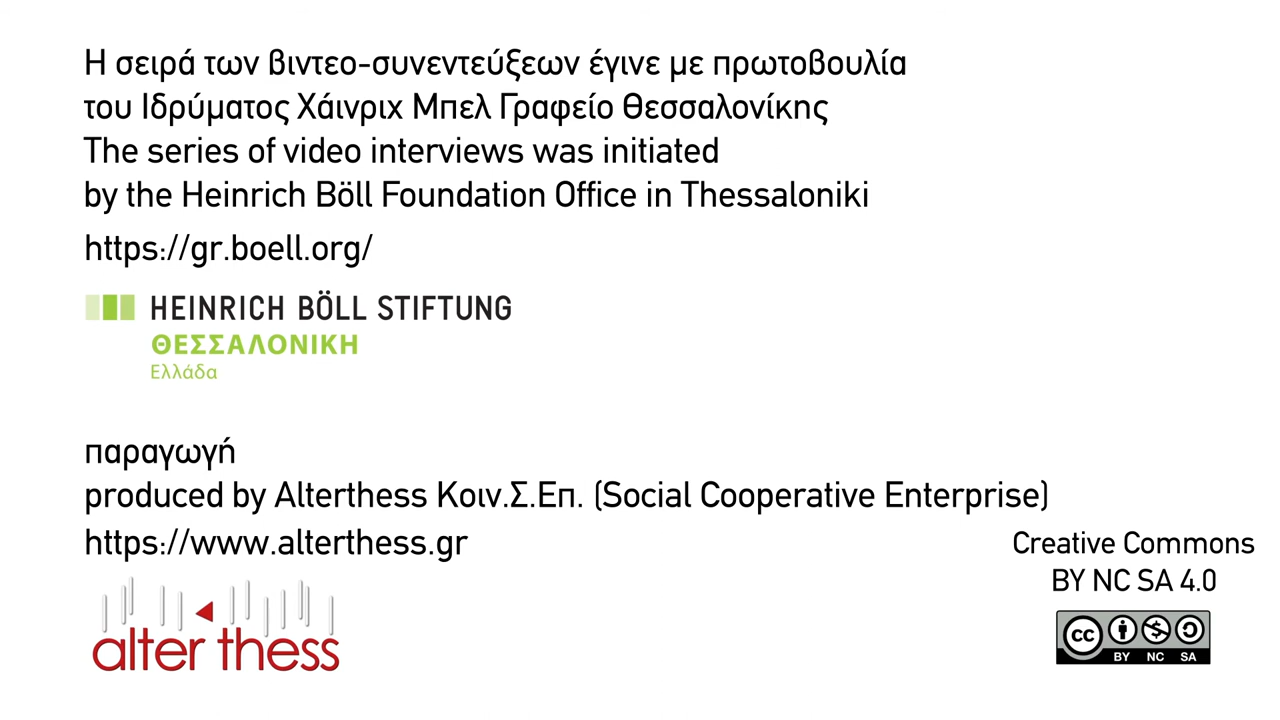 Η σειρά των βιντεο-συνεντεύξεων έγινε με πρωτοβουλία
του Ιδρύματος Χάινριχ Μπελ Γραφείο Θεσσαλονίκης
The series of video interviews was initiated
by the Heinrich Böll Foundation Office in Thessaloniki
https://gr.boell.org/
HEINRICH BÖLL STIFTUNG
ΘΕΣΣΑΛΟΝΙΚΗ
Ελλάδα
παραγωγή
produced by Alterthess Κοιν.Σ.Επ. (Social Cooperative Enterprise)
https://www.alterthess.gr
alter thess
Creative Commons
BY NC SA 4.0
cc
BY NC SA